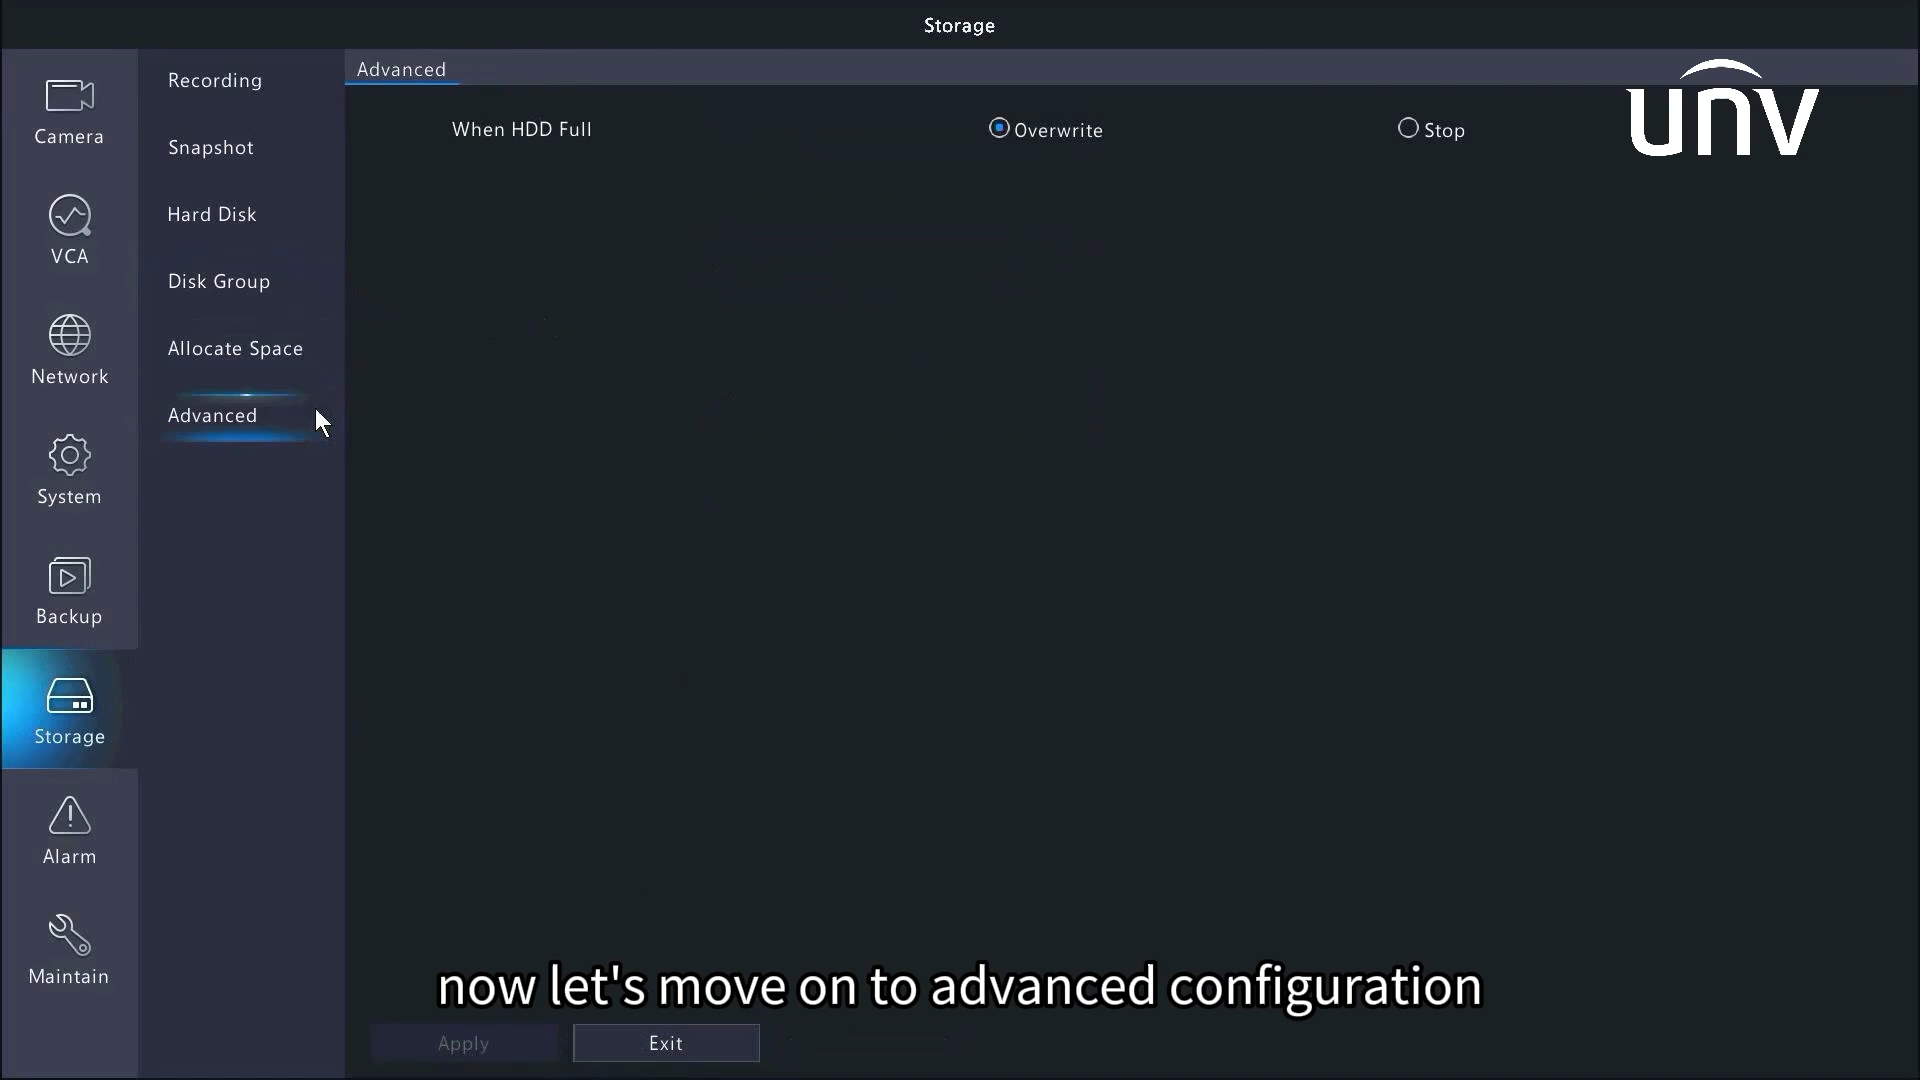 Storage
Camera
VCA
Network
System
Backup
Storage
Alarm
Maintain
Recording
Snapshot
Hard Disk
Disk Group
Allocate Space
Advanced
Advanced
When HDD Full
Overwrite
Stop
unv
now let's move on to advanced configuration
Apply
Exit